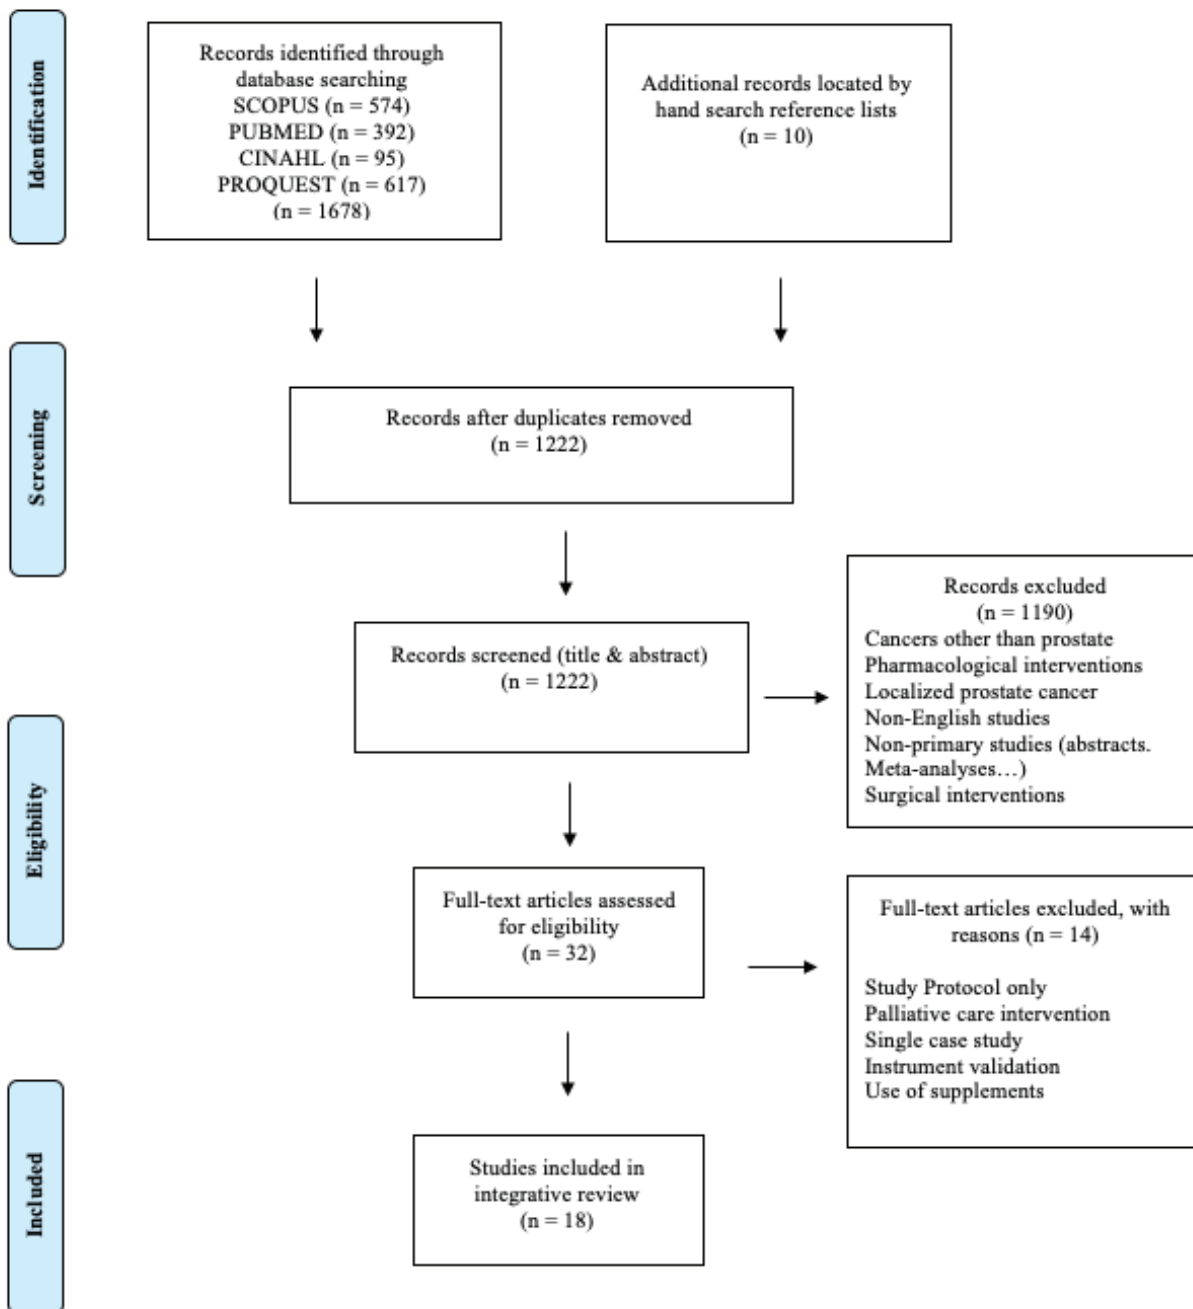 Identification
Records identified through
database searching
SCOPUS (n = 574)
PUBMED (n = 392)
CINAHL (n = 95)
PROQUEST (n = 617)
(n = 1678)
Additional records located by
hand search reference lists
(n = 10)
Screening
Records after duplicates removed
(n = 1222)
Records screened (title & abstract)
(n = 1222)
Records excluded
(n = 1190)
Cancers other than prostate
Pharmacological interventions
Localized prostate cancer
Non-English studies
Non-primary studies (abstracts.
Meta-analyses…)
Surgical interventions
Eligibility
Full-text articles assessed
for eligibility
(n = 32)
Full-text articles excluded, with
reasons (n = 14)
Study Protocol only
Palliative care intervention
Single case study
Instrument validation
Use of supplements
Included
Studies included in
integrative review
(n = 18)